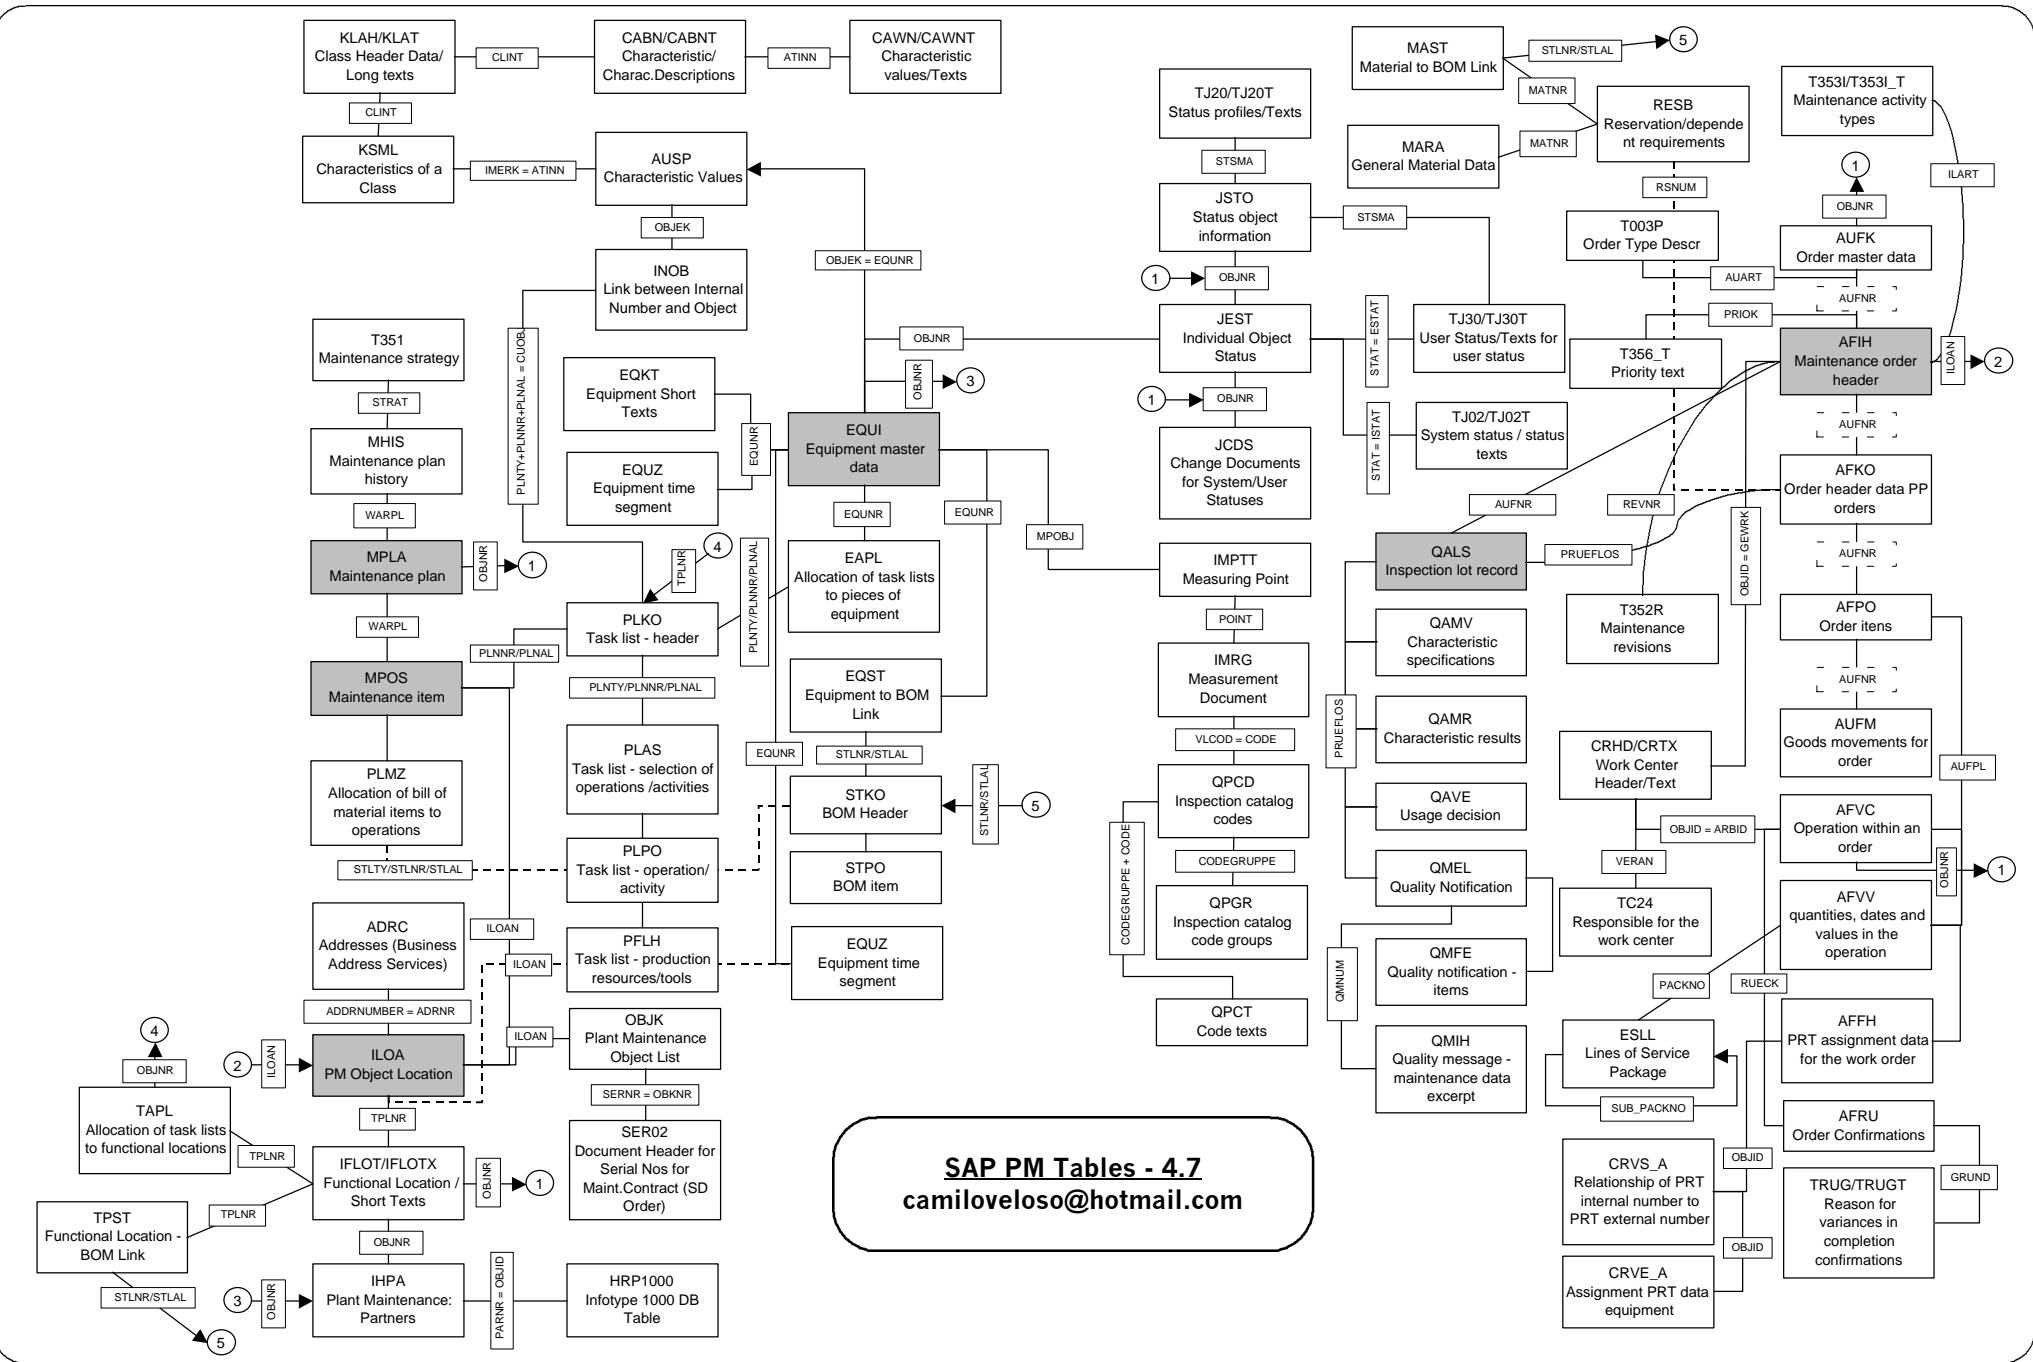 KLAH/KLAT
Class Header Data/
Long texts
CLINT
CABN/CABNT
Characteristic/
Charac.Descriptions
ATINN
CAWN/CAWNT
Characteristic
values/Texts
CLINT
KSML
Characteristics of a
Class
IMERK = ATINN
AUSP
Characteristic Values
OBJEK
INOB
Link between Internal
Number and Object
OBJEK = EQUNR
PLNTY+PLNNR+PLNAL = CUOB
T351
Maintenance strategy
STRAT
MHIS
Maintenance plan
history
WARPL
MPLA
Maintenance plan
OBJNR
1
WARPL
MPOS
Maintenance item
PLNNR/PLNAL
PLMZ
Allocation of bill of
material items to
operations
STLTY/STLNR/STLAL
EQKT
Equipment Short
Texts
EQUNR
EQUZ
Equipment time
segment
OBJNR
OBJNR
3
EQUI
Equipment master
data
EQUNR
EQUNR
MPOBJ
EAPL
Allocation of task lists
to pieces of
equipment
4
TPLNR
PLNTY/PLNNR/PLNAL
PLKO
Task list - header
PLNTY/PLNNR/PLNAL
PLAS
Task list - selection of
operations /activities
PLPO
Task list - operation/
activity
PFLH
Task list - production
resources/tools
EQST
Equipment to BOM
Link
STLNR/STLAL
EQUNR
STKO
BOM Header
STLNR/STLAL
5
STPO
BOM item
EQUZ
Equipment time
segment
ADRC
Addresses (Business
Address Services)
ADDRNUMBER = ADRNR
ILOAN
ILOAN
ILOAN
2
ILOAN
ILOA
PM Object Location
OBJK
Plant Maintenance
Object List
SERNR = OBKNR
SER02
Document Header for
Serial Nos for
Maint.Contract (SD
Order)
4
OBJNR
TAPL
Allocation of task lists
to functional locations
TPLNR
TPLNR
IFLOT/IFLOTX
Functional Location /
Short Texts
OBJNR
1
TPLNR
TPST
Functional Location -
BOM Link
STLNR/STLAL
5
OBJNR
3
OBJNR
IHPA
Plant Maintenance:
Partners
PARNR = OBJID
HRP1000
Infotype 1000 DB
Table
TJ20/TJ20T
Status profiles/Texts
STSMA
JSTO
Status object
information
STSMA
1
OBJNR
JEST
Individual Object
Status
STAT = ESTAT
TJ30/TJ30T
User Status/Texts for
user status
1
OBJNR
STAT = ISTAT
TJ02/TJ02T
System status / status
texts
JCDS
Change Documents
for System/User
Statuses
IMPTT
Measuring Point
POINT
IMRG
Measurement
Document
VLCOD = CODE
QPCD
Inspection catalog
codes
CODEGRUPPE
CODEGRUPPE + CODE
QPGR
Inspection catalog
code groups
QPCT
Code texts
MAST
Material to BOM Link
STLNR/STLAL
5
MATNR
MARA
General Material Data
MATNR
RESB
Reservation/depende
nt requirements
RSNUM
T003P
Order Type Descr
AUART
T353I/T353I_T
Maintenance activity
types
ILART
1
OBJNR
AUFK
Order master data
AUFNR
PRIOK
T356_T
Priority text
AFIH
Maintenance order
header
ILOAN
2
AUFNR
AUFNR
REVNR
AFKO
Order header data PP
orders
QALS
Inspection lot record
PRUEFLOS
AUFNR
OBJID = GEWRK
T352R
Maintenance
revisions
AFPO
Order itens
AUFNR
AUFM
Goods movements for
order
AUFPL
QAMV
Characteristic
specifications
QAMR
Characteristic results
PRUEFLOS
QAVE
Usage decision
QMEL
Quality Notification
QMFE
Quality notification -
items
QMNUM
QMIH
Quality message -
maintenance data
excerpt
CRHD/CRTX
Work Center
Header/Text
OBJID = ARBID
VERAN
TC24
Responsible for the
work center
AFVC
Operation within an
order
OBJNR
1
AFVV
quantities, dates and
values in the
operation
PACKNO
RUECK
ESLL
Lines of Service
Package
SUB_PACKNO
AFFH
PRT assignment data
for the work order
AFRU
Order Confirmations
OBJID
GRUND
CRVS_A
Relationship of PRT
internal number to
PRT external number
OBJID
TRUG/TRUGT
Reason for
variances in
completion
confirmations
CRVE_A
Assignment PRT data
equipment
SAP PM Tables - 4.7
camiloveloso@hotmail.com